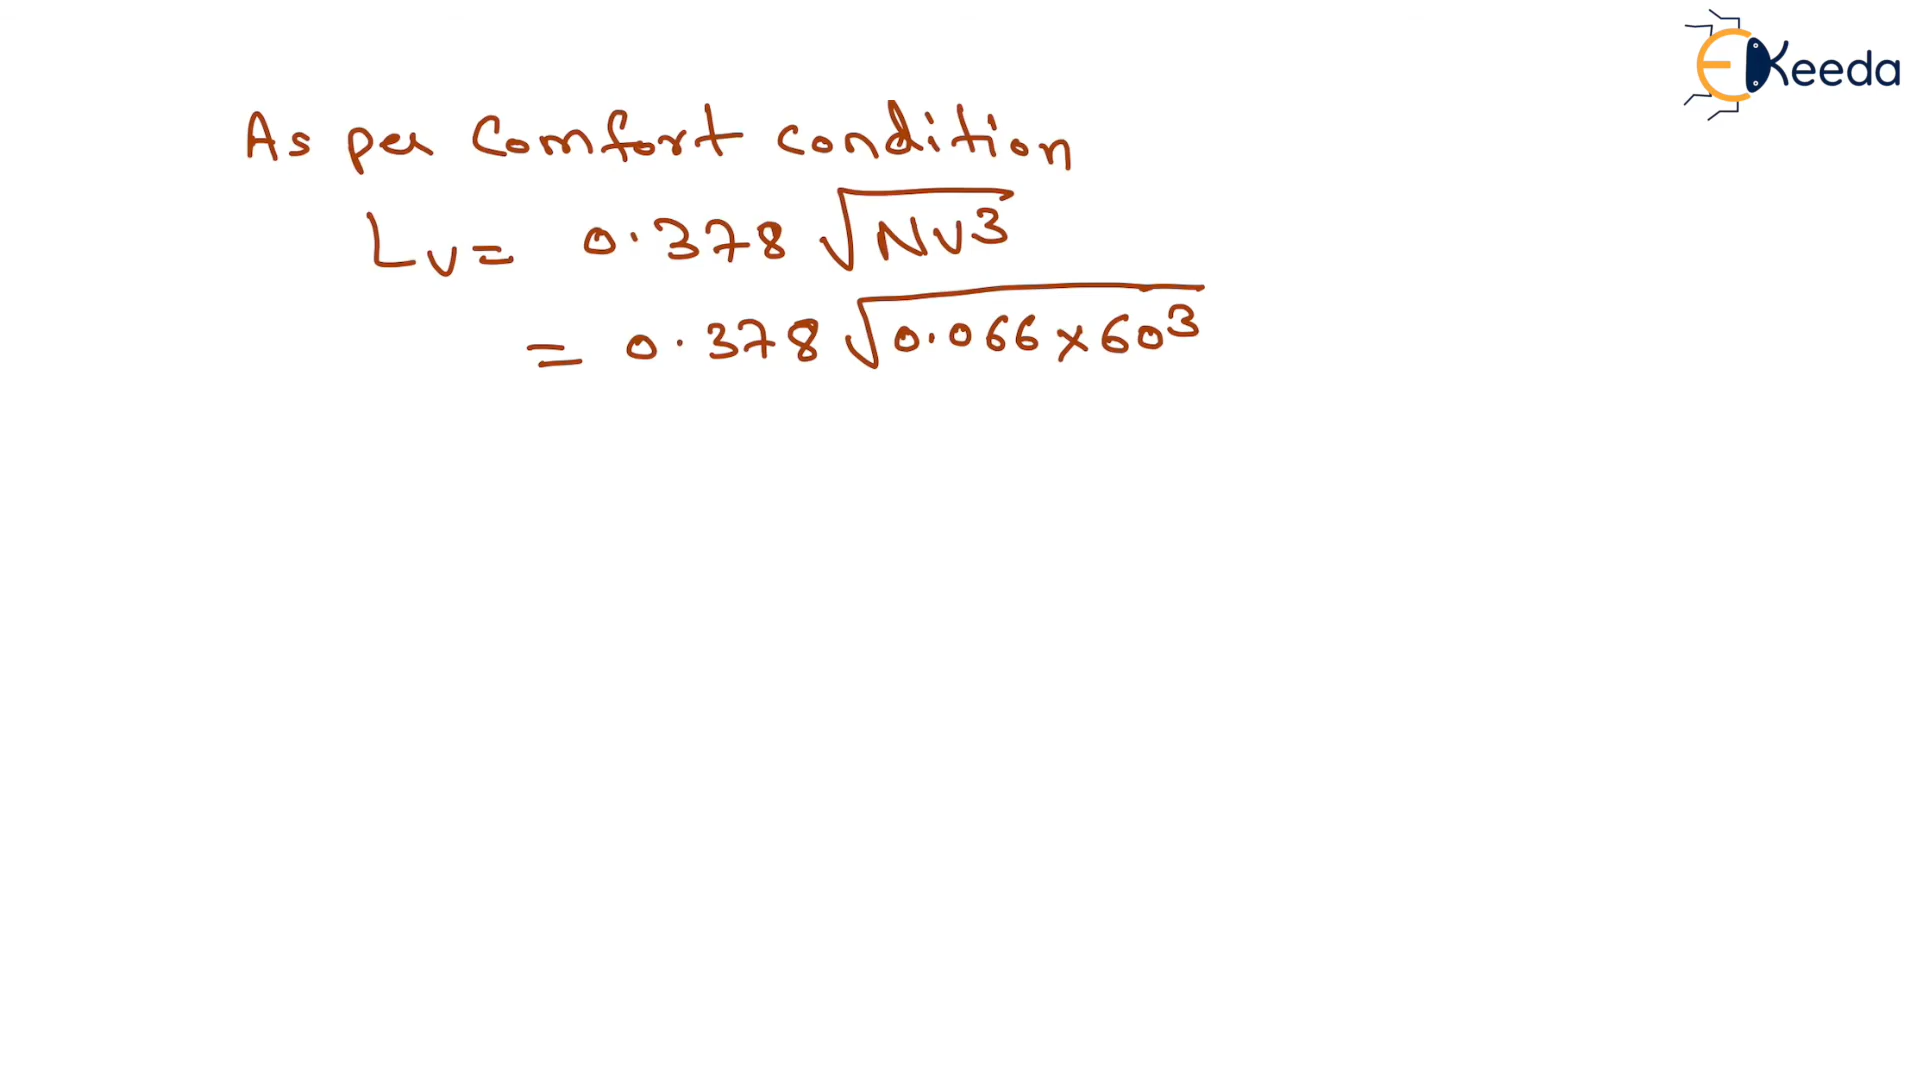 EKeeda
As per Comfort condition
Lv = 0.378 √NV³
= 0.378 √0.066×60³